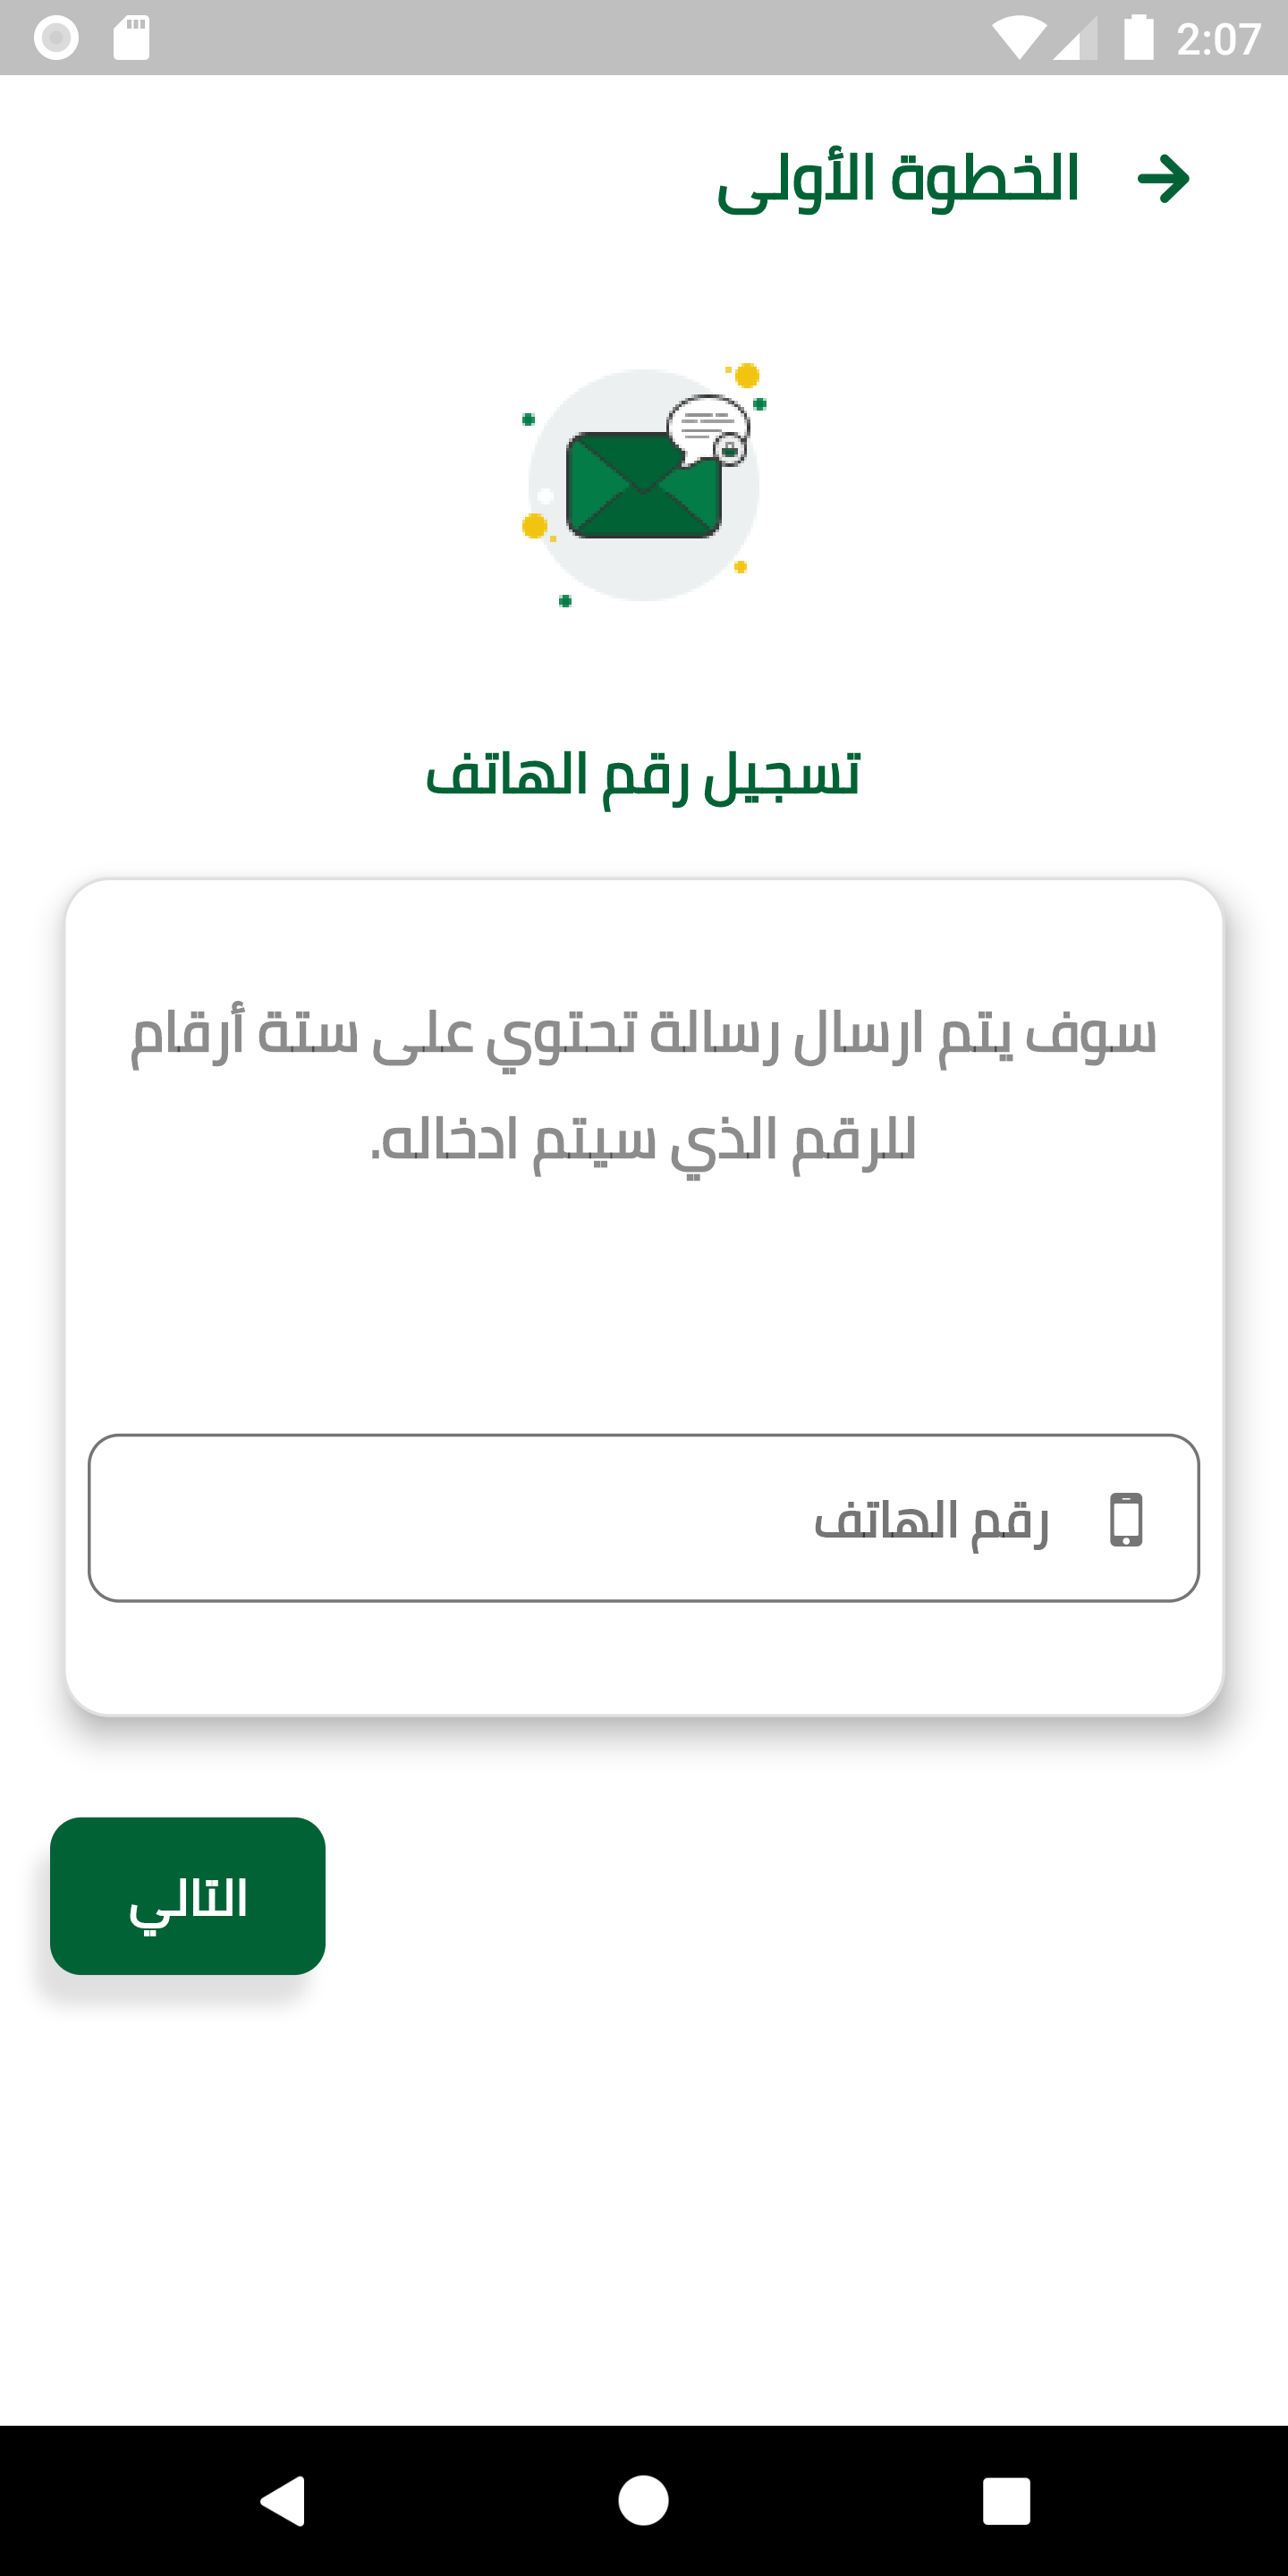 2:07
الخطوة الأولى
تسجيل رقم الهاتف
سوف يتم ارسال رسالة تحتوي على ستة أرقام
للرقم الذي سيتم ادخاله.
رقم الهاتف
التالي